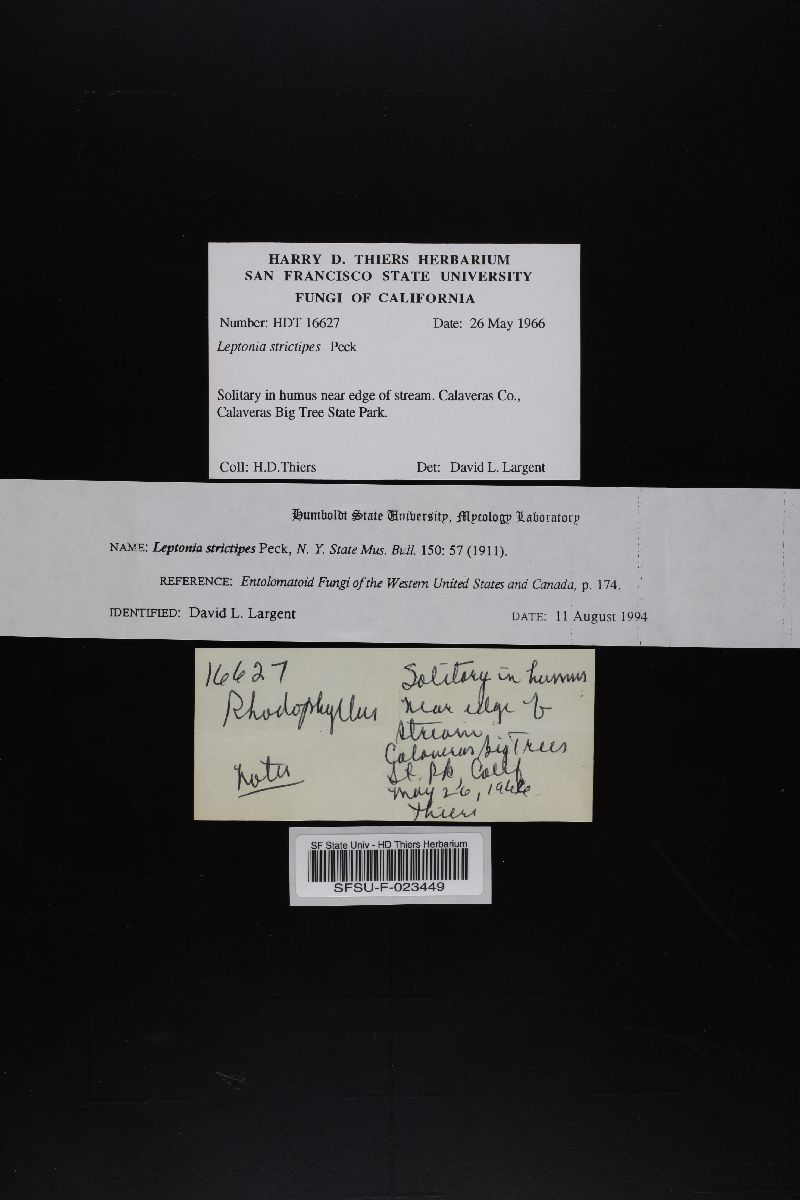 HARRY D. THIERS HERBARIUM
SAN FRANCISCO STATE UNIVERSITY
FUNGI OF CALIFORNIA
Number: HDT 16627 Date: 26 May 1966
Leptonia strictipes Peck
Solitary in humus near edge of stream. Calaveras Co.,
Calaveras Big Tree State Park.
Coll: H.D.Thiers Det: David L. Largent
Humboldt State University, Mycology Laboratory
NAME: Leptonia strictipes Peck, N. Y. State Mus. Bull. 150: 57 (1911).
REFERENCE: Entolomatoid Fungi of the Western United States and Canada, p. 174.
IDENTIFIED: David L. Largent DATE: 11 August 1994
16627
Rhodophyllus
notes
Solitary in humus
near edge of
stream
Calaveras Big Trees
St. Pk, Calif
May 26, 1966
Thiers
SF State Univ - HD Thiers Herbarium
SFSU-F-023449